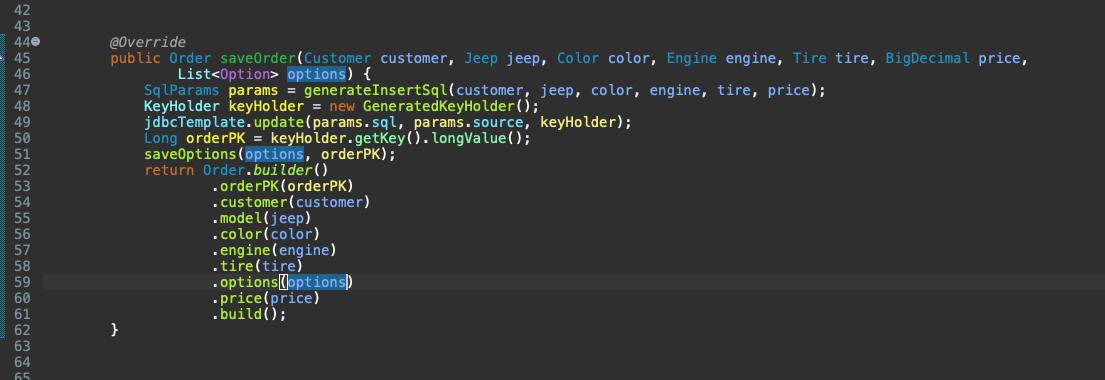 42
43
44 @Override
45 public Order saveOrder(Customer customer, Jeep jeep, Color color, Engine engine, Tire tire, BigDecimal price,
46 List<Option> options) {
47 SqlParams params = generateInsertSql(customer, jeep, color, engine, tire, price);
48 KeyHolder keyHolder = new GeneratedKeyHolder();
49 jdbcTemplate.update(params.sql, params.source, keyHolder);
50 Long orderPK = keyHolder.getKey().longValue();
51 saveOptions(options, orderPK);
52 return Order.builder()
53 .orderPK(orderPK)
54 .customer(customer)
55 .model(jeep)
56 .color(color)
57 .engine(engine)
58 .tire(tire)
59 .options(options)
60 .price(price)
61 .build();
62 }
63
64
65